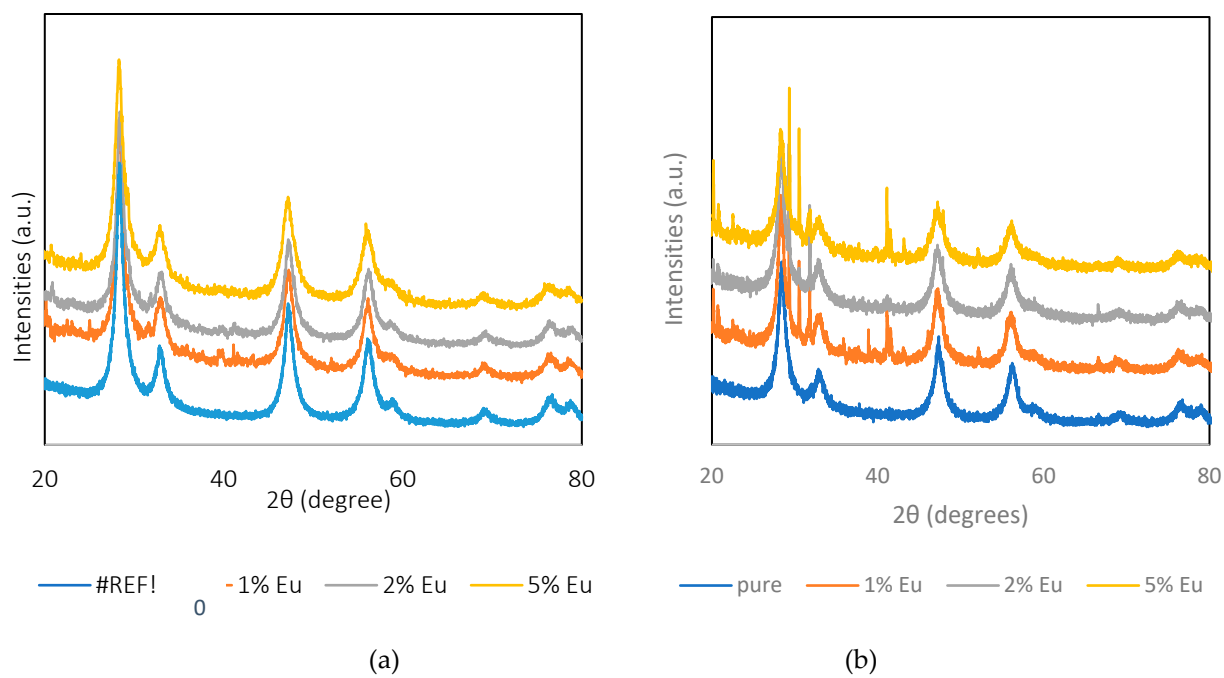 Intensities (a.u.)
20 40 60 80
2θ (degree)
#REF! 1% Eu 2% Eu 5% Eu
0
(a)
Intensities (a.u.)
20 40 60 80
2θ (degrees)
pure 1% Eu 2% Eu 5% Eu
(b)